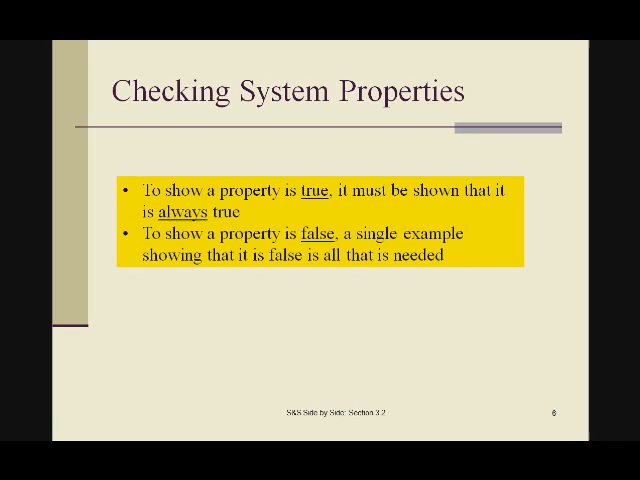 Checking System Properties
• To show a property is true, it must be shown that it
is always true
• To show a property is false, a single example
showing that it is false is all that is needed
S&S Side by Side: Section 3.2
6